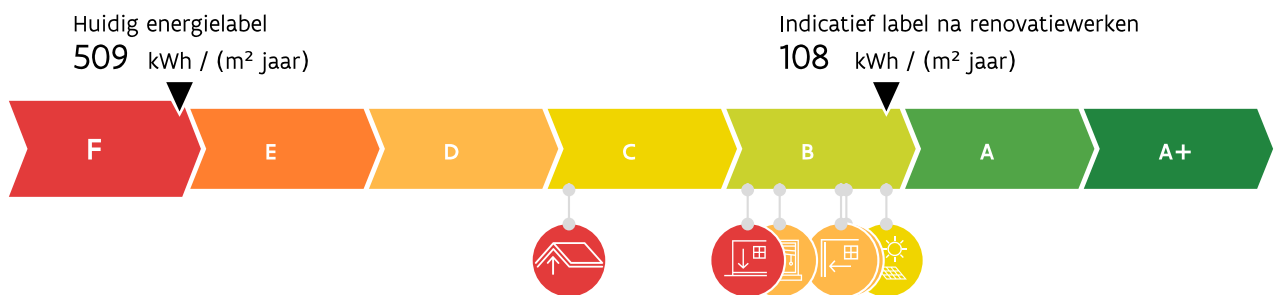 Huidig energielabel
509 kWh / (m² jaar)
Indicatief label na renovatiewerken
108 kWh / (m² jaar)
F E D C B A A+